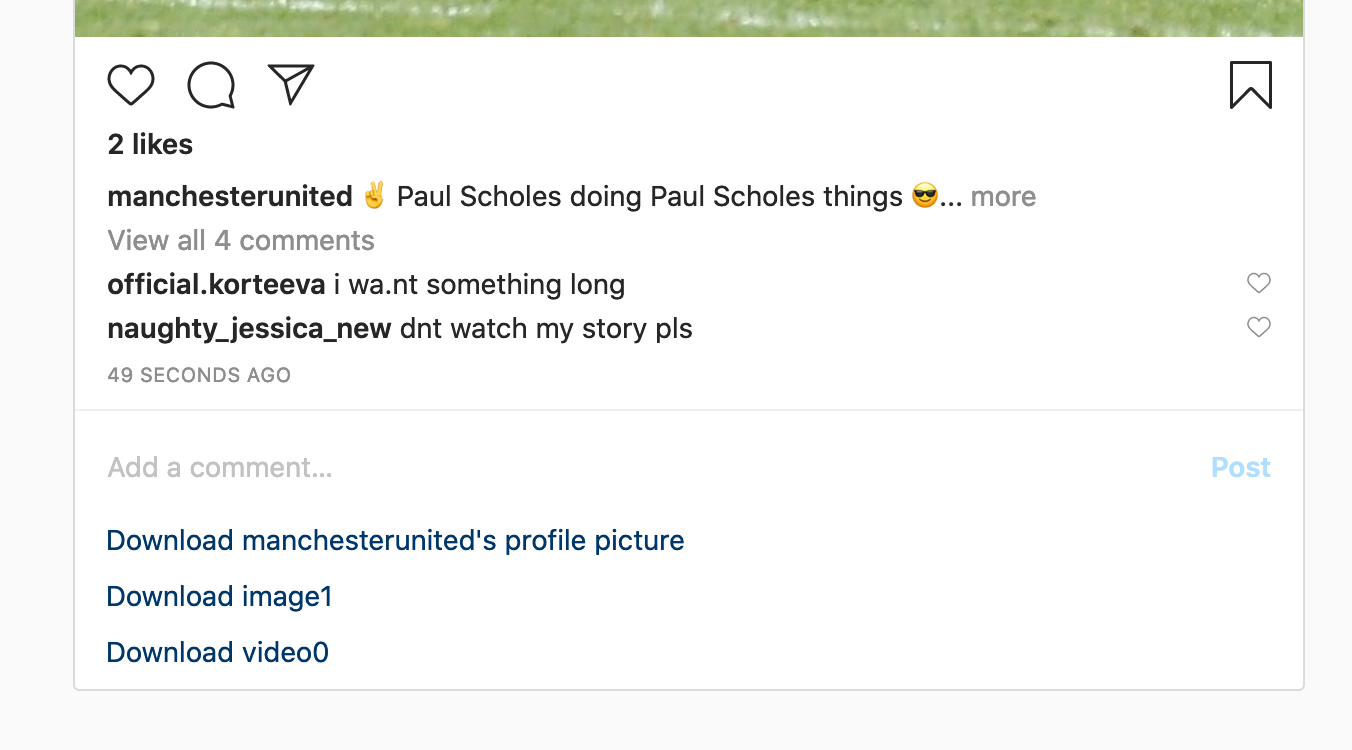 2 likes
manchesterunited ✌ Paul Scholes doing Paul Scholes things 😎... more
View all 4 comments
official.korteeva i wa.nt something long
naughty_jessica_new dnt watch my story pls
49 SECONDS AGO
Add a comment...
Post
Download manchesterunited's profile picture
Download image1
Download video0